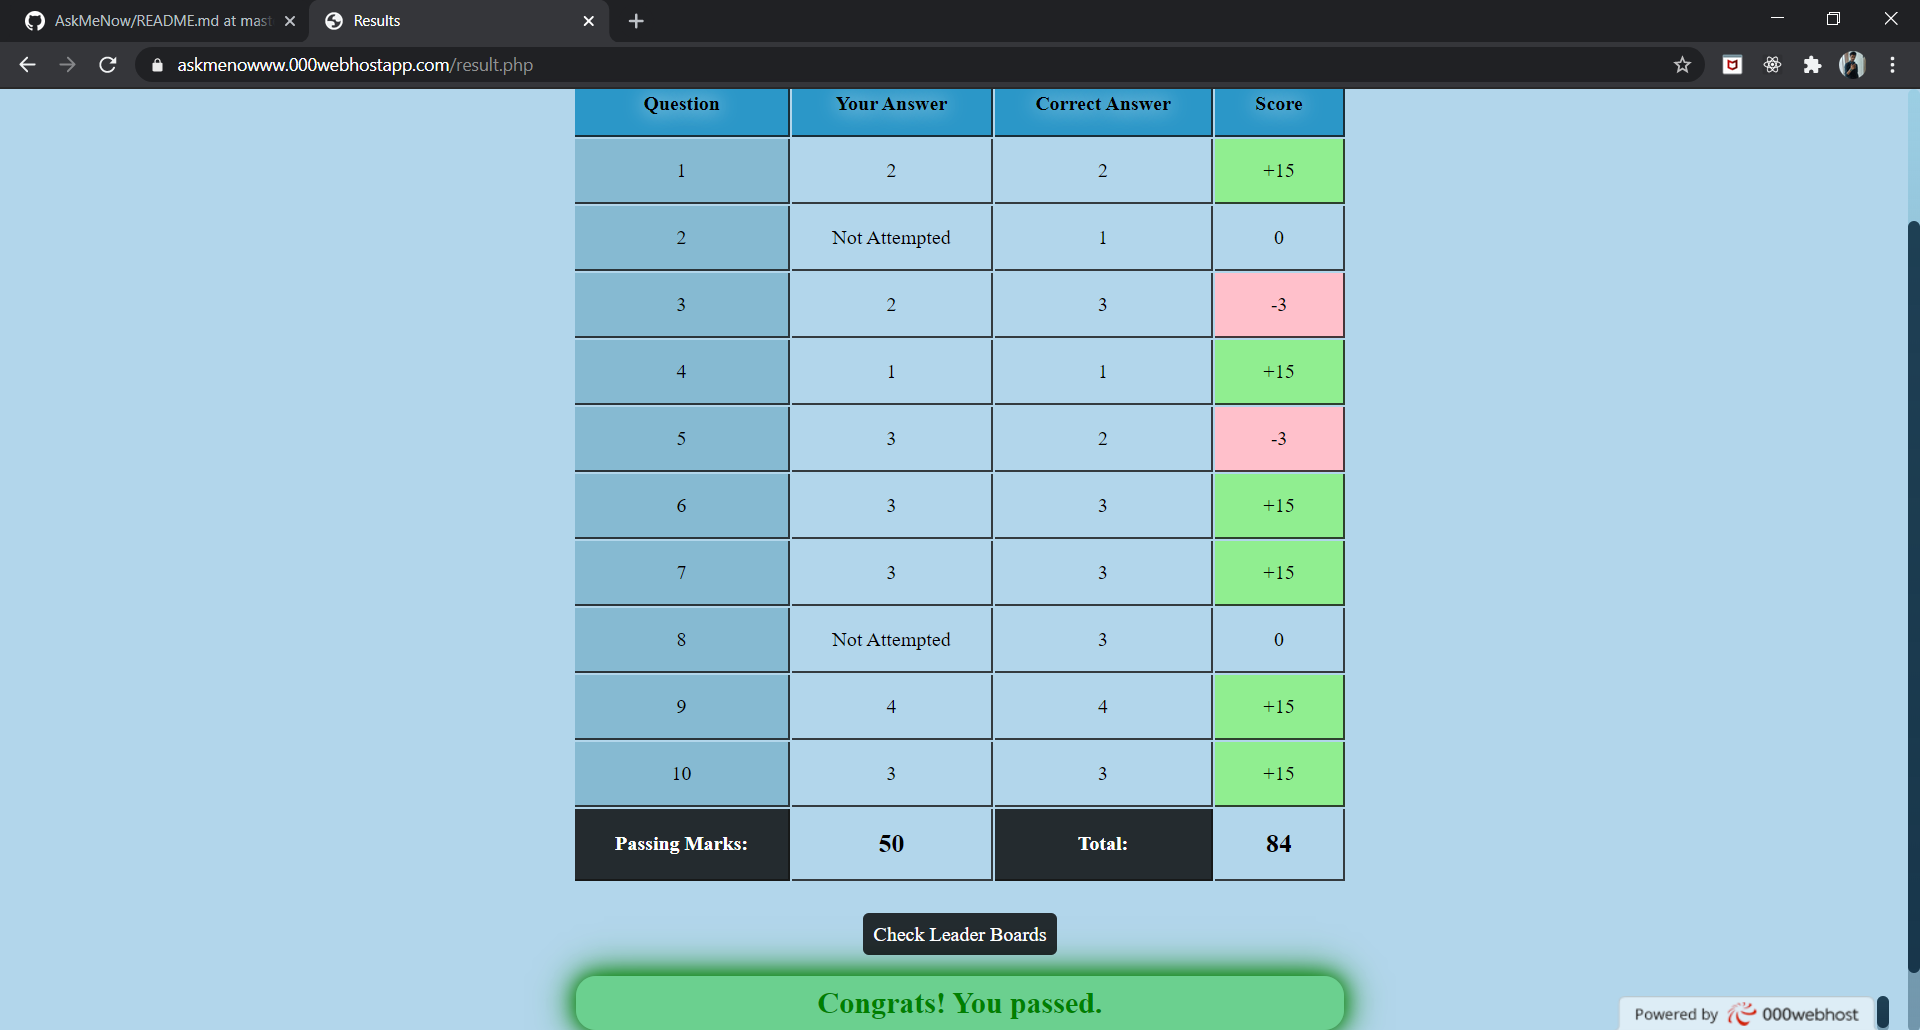 AskMeNow/README.md at mast
Results
askmenowww.000webhostapp.com/result.php
Question Your Answer Correct Answer Score
1 2 2 +15
2 Not Attempted 1 0
3 2 3 -3
4 1 1 +15
5 3 2 -3
6 3 3 +15
7 3 3 +15
8 Not Attempted 3 0
9 4 4 +15
10 3 3 +15
Passing Marks: 50 Total: 84
Check Leader Boards
Congrats! You passed.
Powered by 000webhost